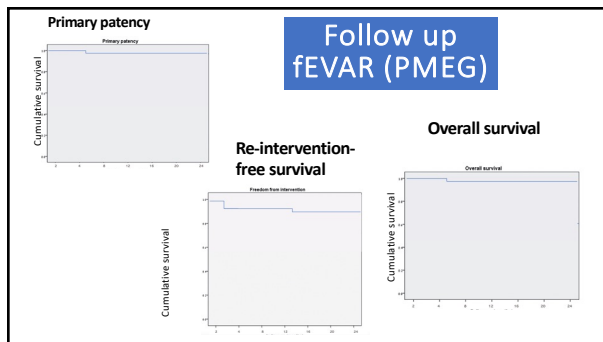 Primary patency
Primary patency
Cumulative survival
Follow up
fEVAR (PMEG)
Re-intervention-
free survival
Freedom from intervention
Cumulative survival
Overall survival
Overall survival
Cumulative survival